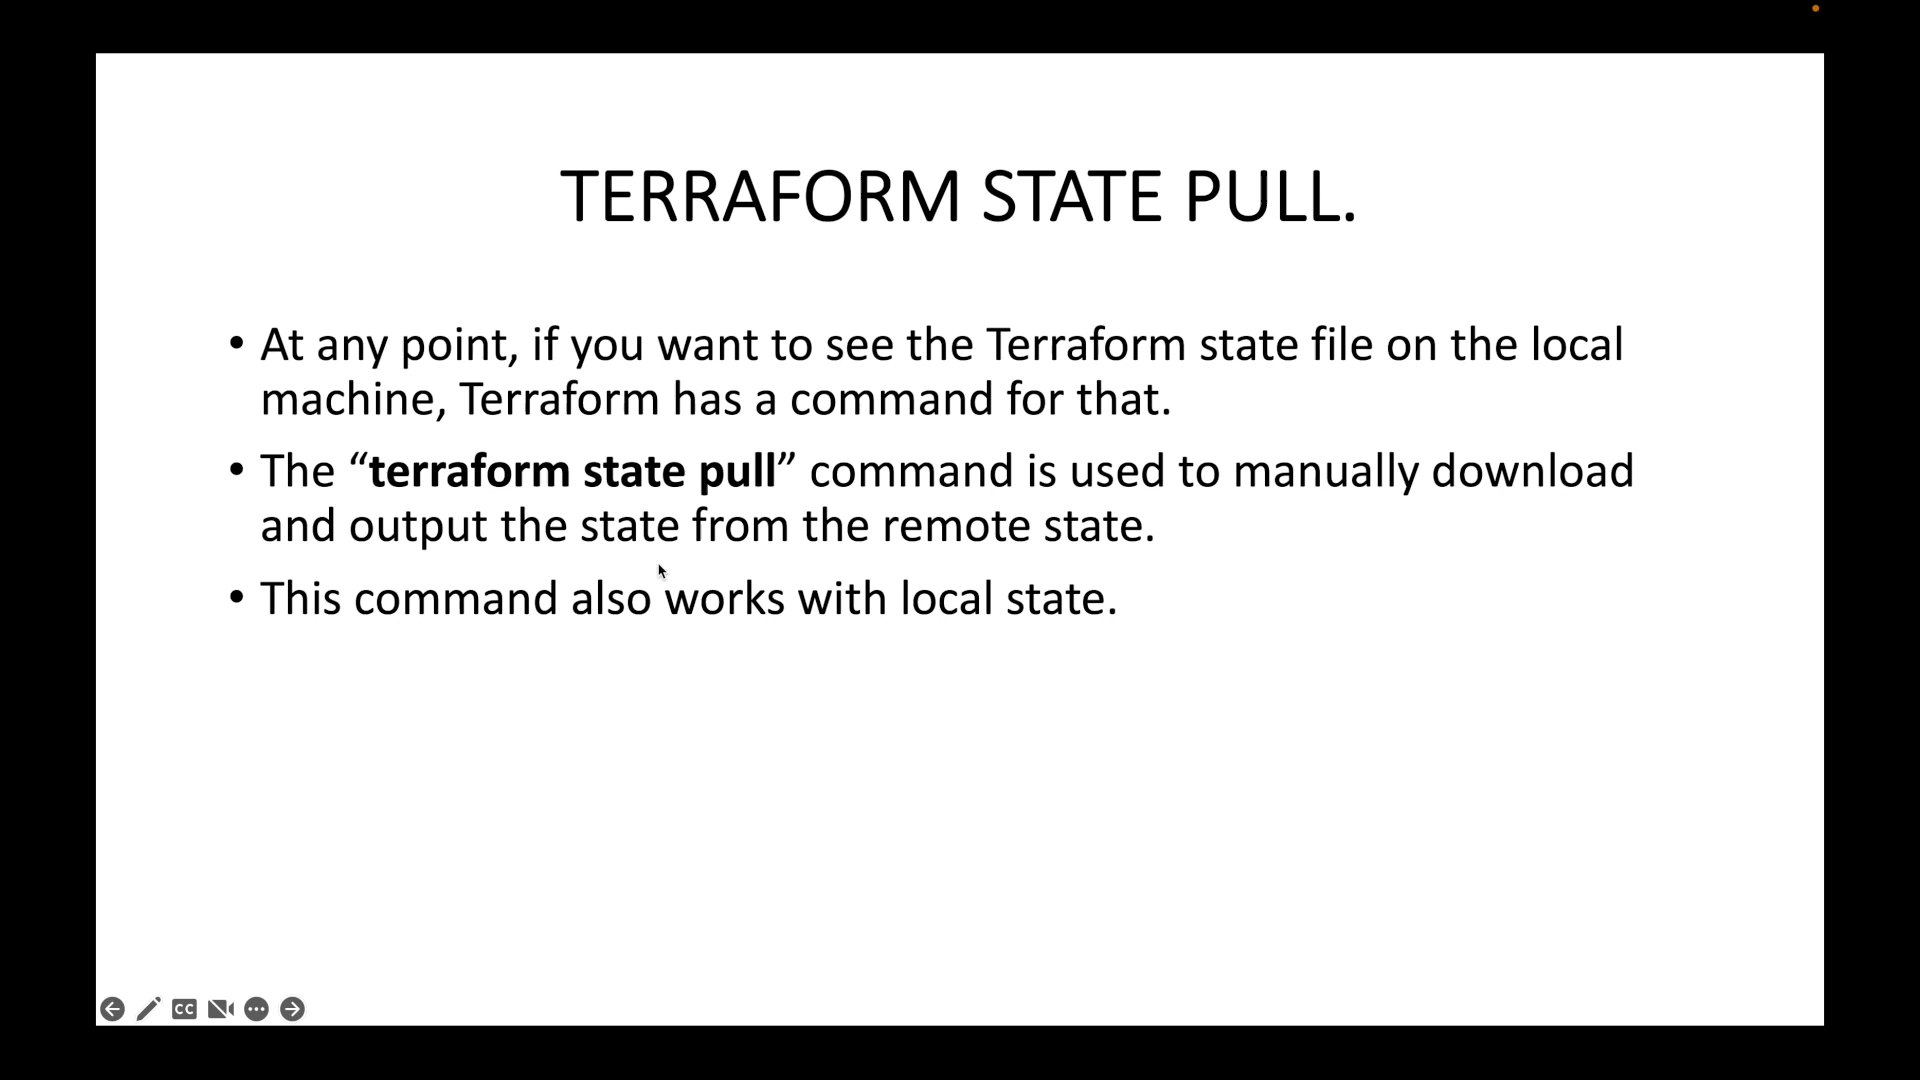 TERRAFORM STATE PULL.
• At any point, if you want to see the Terraform state file on the local
machine, Terraform has a command for that.
• The “terraform state pull” command is used to manually download
and output the state from the remote state.
• This command also works with local state.
CC